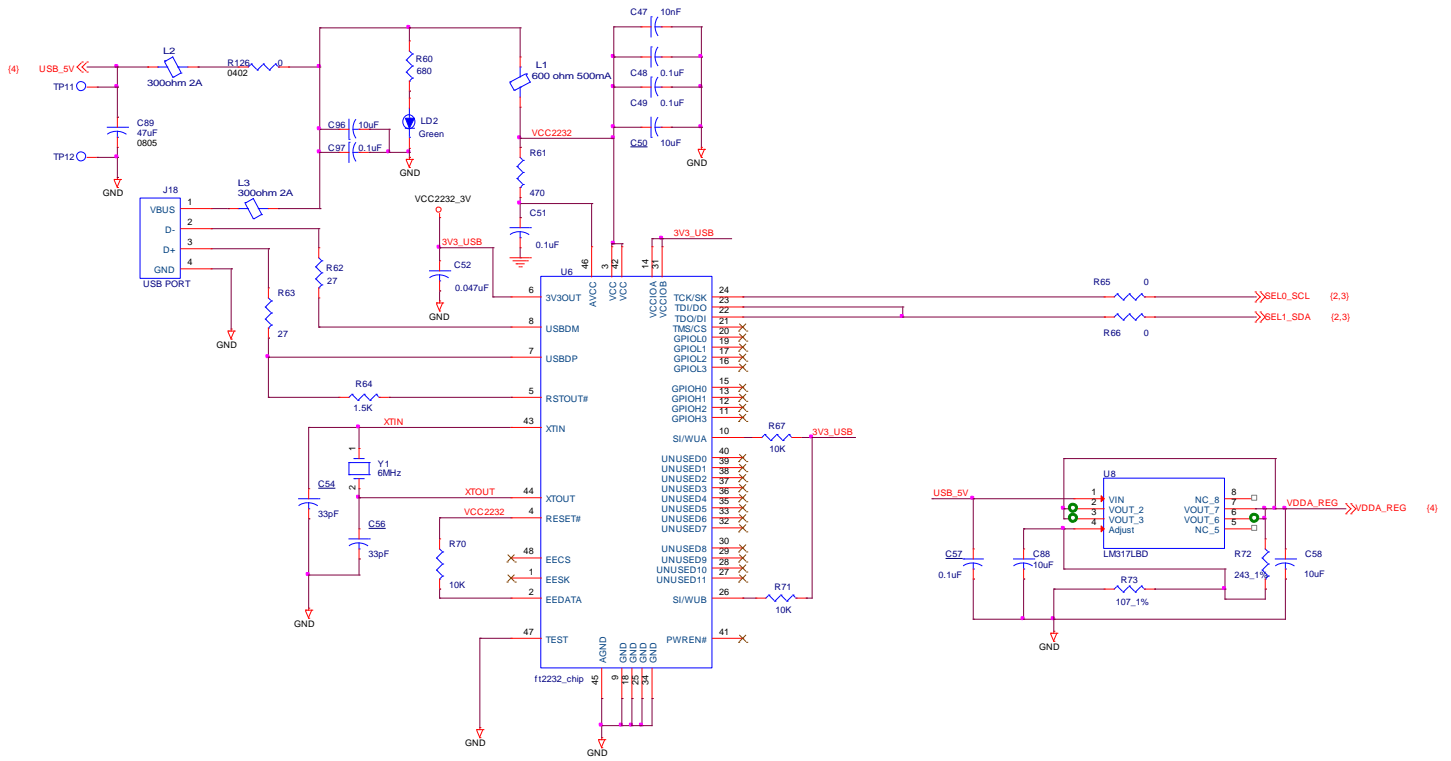 C47 10nF
L2
R126 0
0402
R60
680
L1
600 ohm 500mA
{4} USB_5V
300ohm 2A
TP11
C48 0.1uF
C49 0.1uF
C89
47uF
0805
C96 10uF
LD2
Green
C97 0.1uF
VCC2232
C50 10uF
TP12
R61
GND
GND
GND
J18
L3
300ohm 2A
470
VCC2232_3V
VBUS 1
D- 2
D+ 3
GND 4
USB PORT
C51
0.1uF
3V3_USB
3V3_USB
R62
27
C52
0.047uF
46 3 42 14 31
U6
AVCC VCC VCC VCCIOA VCCIOB
R63
27
GND
GND
6 3V3OUT
8 USBDM
7 USBDP
R64
1.5K
5 RSTOUT#
XTIN 43 XTIN
1
Y1
6MHz
2
C54
33pF
XTOUT 44 XTOUT
VCC2232 4 RESET#
C56
33pF
R70
10K
48 EECS
1 EESK
2 EEDATA
GND
47 TEST
GND
TCK/SK 24
TDI/DO 23
TDO/DI 22
TMS/CS 21
GPIOL0 20
GPIOL1 19
GPIOL2 17
GPIOL3 16
GPIOH0 15
GPIOH1 13
GPIOH2 12
GPIOH3 11
SI/WUA 10
R67
10K
3V3_USB
UNUSED0 40
UNUSED1 39
UNUSED2 38
UNUSED3 37
UNUSED4 36
UNUSED5 35
UNUSED6 33
UNUSED7 32
UNUSED8 30
UNUSED9 29
UNUSED10 28
UNUSED11 27
SI/WUB 26
R71
10K
PWREN# 41
AGND GND GND GND GND
ft2232_chip
45 9 18 25 34
GND
R65 0
SEL0_SCL {2,3}
SEL1_SDA {2,3}
R66 0
U8
USB_5V
1 VIN
2 VOUT_2
3 VOUT_3
4 Adjust
NC_8 8
VOUT_7 7
VOUT_6 6
NC_5 5
LM317LBD
VDDA_REG
VDDA_REG {4}
C57
0.1uF
C88
10uF
R73
107_1%
R72
243_1%
C58
10uF
GND